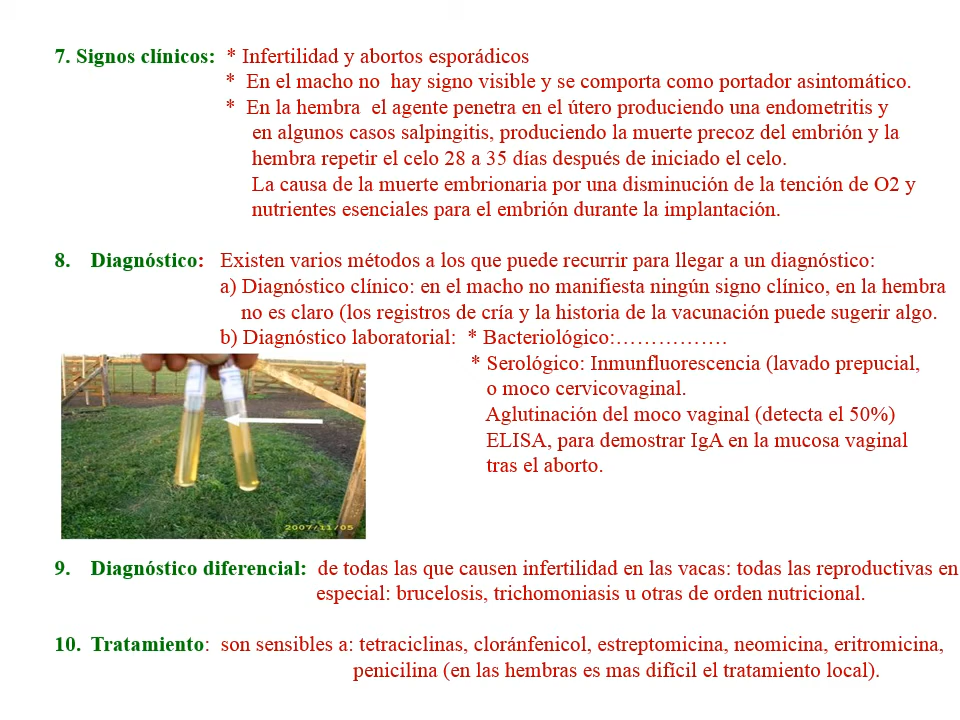 7. Signos clínicos: * Infertilidad y abortos esporádicos
* En el macho no hay signo visible y se comporta como portador asintomático.
* En la hembra el agente penetra en el útero produciendo una endometritis y
en algunos casos salpingitis, produciendo la muerte precoz del embrión y la
hembra repetir el celo 28 a 35 días después de iniciado el celo.
La causa de la muerte embrionaria por una disminución de la tención de O2 y
nutrientes esenciales para el embrión durante la implantación.
8. Diagnóstico: Existen varios métodos a los que puede recurrir para llegar a un diagnóstico:
a) Diagnóstico clínico: en el macho no manifiesta ningún signo clínico, en la hembra
no es claro (los registros de cría y la historia de la vacunación puede sugerir algo.
b) Diagnóstico laboratorial: * Bacteriológico:…………….
* Serológico: Inmunfluorescencia (lavado prepucial,
o moco cervicovaginal.
Aglutinación del moco vaginal (detecta el 50%)
ELISA, para demostrar IgA en la mucosa vaginal
tras el aborto.
2007/11/05
9. Diagnóstico diferencial: de todas las que causen infertilidad en las vacas: todas las reproductivas en
especial: brucelosis, trichomoniasis u otras de orden nutricional.
10. Tratamiento: son sensibles a: tetraciclinas, cloránfenicol, estreptomicina, neomicina, eritromicina,
penicilina (en las hembras es mas difícil el tratamiento local).